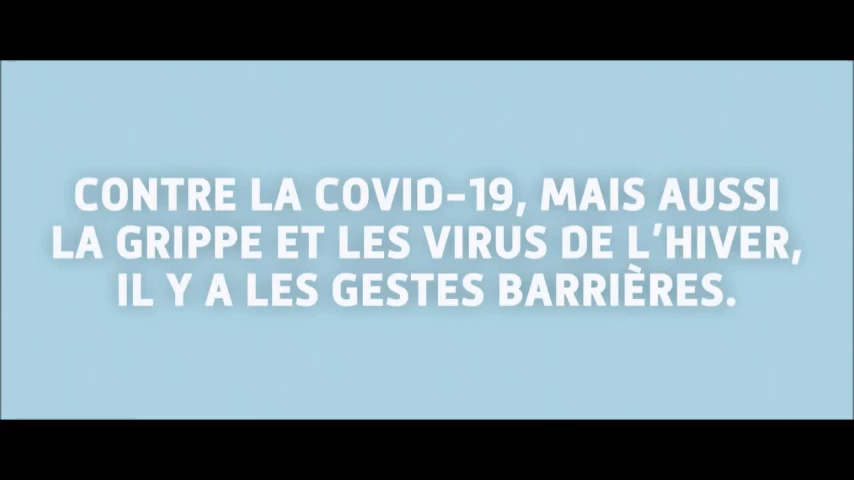 CONTRE LA COVID-19, MAIS AUSSI
LA GRIPPE ET LES VIRUS DE L'HIVER,
IL Y A LES GESTES BARRIÈRES.